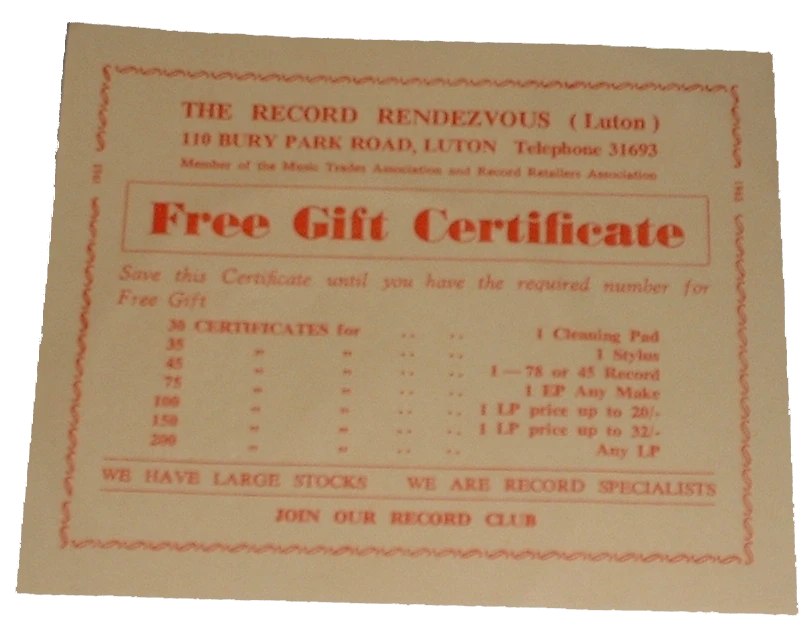 THE RECORD RENDEZVOUS (Luton)
110 BURY PARK ROAD, LUTON Telephone 31693
Member of the Music Trades Association and Record Retailers Association
1962 1962
Free Gift Certificate
Save this Certificate until you have the required number for
Free Gift
30 CERTIFICATES for .. .. 1 Cleaning Pad
35 " " .. .. 1 Stylus
45 " " .. .. 1 — 78 or 45 Record
75 " " .. .. 1 EP Any Make
100 " " .. .. 1 LP price up to 20/-
150 " " .. .. 1 LP price up to 32/-
200 " " .. .. Any LP
WE HAVE LARGE STOCKS WE ARE RECORD SPECIALISTS
JOIN OUR RECORD CLUB